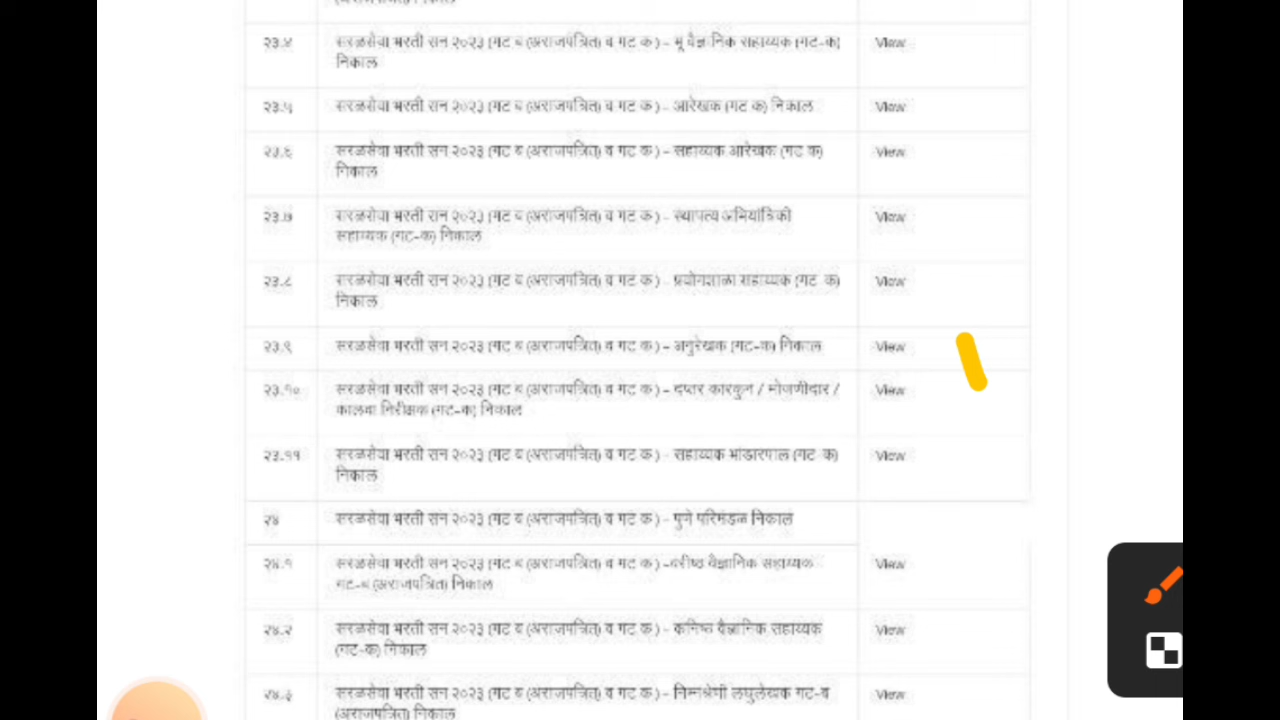 (अराजपत्रित) निकाल
२३.४ सरळसेवा भरती सन २०२३ (गट ब (अराजपत्रित) व गट क ) – भू वैज्ञानिक सहाय्यक (गट-क) View
निकाल
२३.५ सरळसेवा भरती सन २०२३ (गट ब (अराजपत्रित) व गट क ) – आरेखक (गट क) निकाल View
२३.६ सरळसेवा भरती सन २०२३ (गट ब (अराजपत्रित) व गट क ) – सहाय्यक आरेखक (गट क) View
निकाल
२३.७ सरळसेवा भरती सन २०२३ (गट ब (अराजपत्रित) व गट क ) – स्थापत्य अभियांत्रिकी View
सहाय्यक (गट-क) निकाल
२३.८ सरळसेवा भरती सन २०२३ (गट ब (अराजपत्रित) व गट क ) – प्रयोगशाळा सहाय्यक (गट क) View
निकाल
२३.९ सरळसेवा भरती सन २०२३ (गट ब (अराजपत्रित) व गट क ) – अनुरेखक (गट-क) निकाल View
२३.१० सरळसेवा भरती सन २०२३ (गट ब (अराजपत्रित) व गट क ) – दप्तर कारकुन / मोजणीदार / View
कालवा निरीक्षक (गट-क) निकाल
२३.११ सरळसेवा भरती सन २०२३ (गट ब (अराजपत्रित) व गट क ) – सहाय्यक भांडारपाल (गट क) View
निकाल
२४ सरळसेवा भरती सन २०२३ (गट ब (अराजपत्रित) व गट क ) – पुणे परिमंडळ निकाल
२४.१ सरळसेवा भरती सन २०२३ (गट ब (अराजपत्रित) व गट क ) –वरीष्ठ वैज्ञानिक सहाय्यक View
गट-ब (अराजपत्रित) निकाल
२४.२ सरळसेवा भरती सन २०२३ (गट ब (अराजपत्रित) व गट क ) – कनिष्ठ वैज्ञानिक सहाय्यक View
(गट-क) निकाल
२४.३ सरळसेवा भरती सन २०२३ (गट ब (अराजपत्रित) व गट क ) – निम्नश्रेणी लघुलेखक गट-ब View
(अराजपत्रित) निकाल